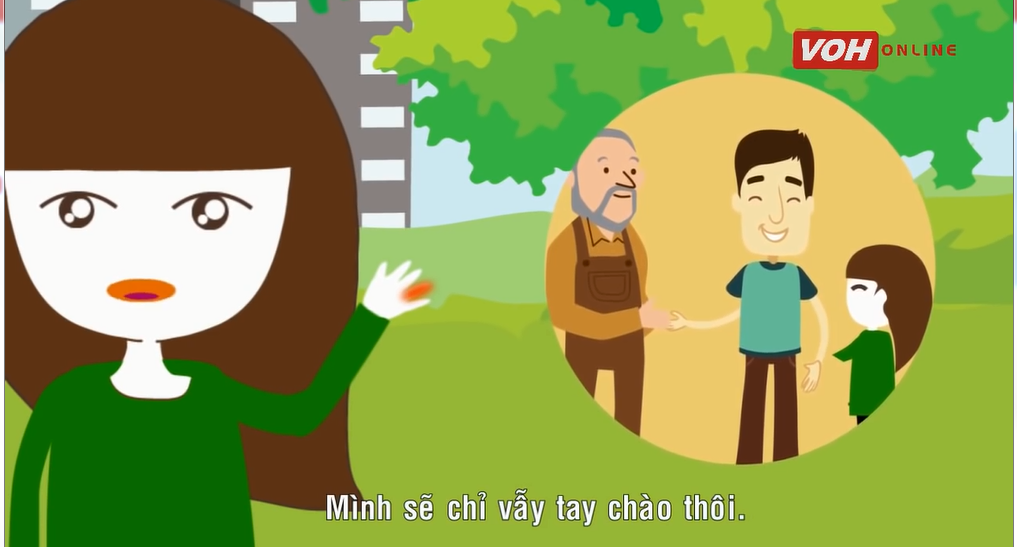 VOH ONLINE
Mình sẽ chỉ vẫy tay chào thôi.